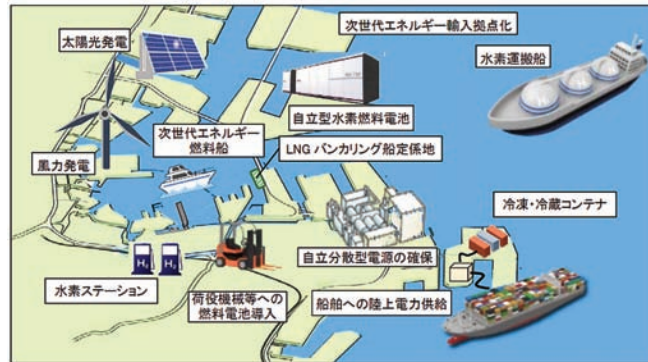 太陽光発電
次世代エネルギー輸入拠点化
水素運搬船
自立型水素燃料電池
次世代エネルギー
燃料船
LNG バンカリング船定係地
風力発電
冷凍・冷蔵コンテナ
自立分散型電源の確保
H₂ H₂
水素ステーション
荷役機械等への
燃料電池導入
船舶への陸上電力供給